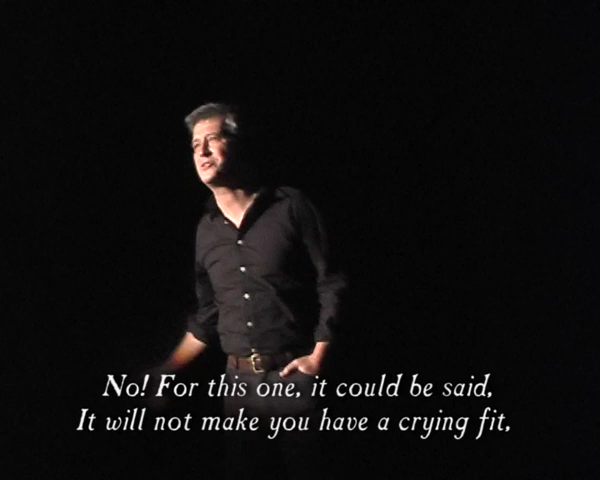 No! For this one, it could be said,
It will not make you have a crying fit,